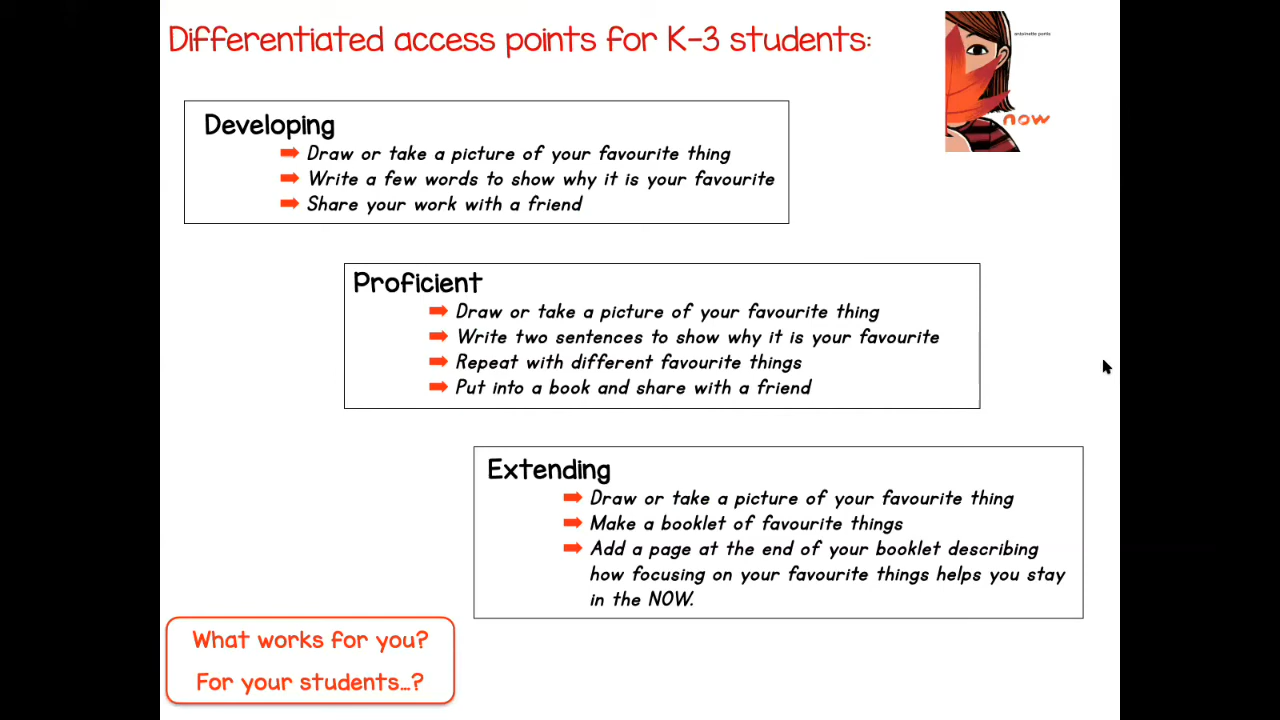 Differentiated access points for K-3 students:
antoinette portis
now
Developing
Draw or take a picture of your favourite thing
Write a few words to show why it is your favourite
Share your work with a friend
Proficient
Draw or take a picture of your favourite thing
Write two sentences to show why it is your favourite
Repeat with different favourite things
Put into a book and share with a friend
Extending
Draw or take a picture of your favourite thing
Make a booklet of favourite things
Add a page at the end of your booklet describing
how focusing on your favourite things helps you stay
in the NOW.
What works for you?
For your students...?